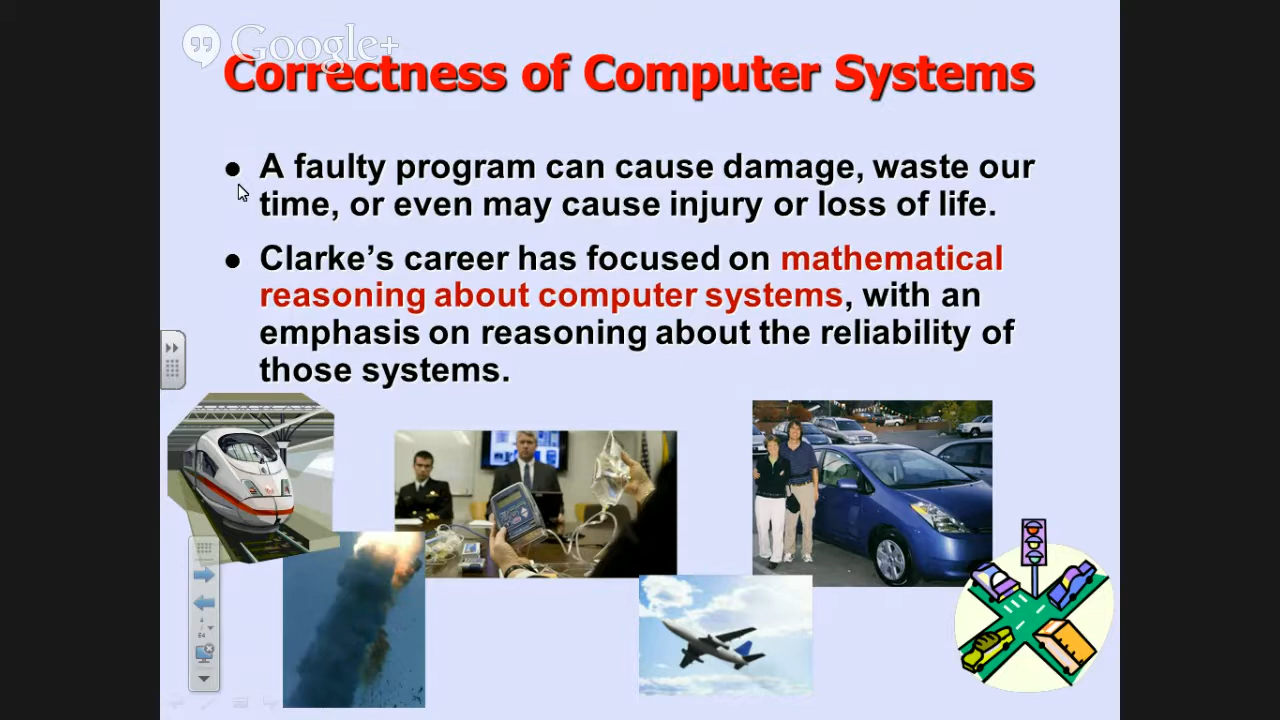 Google+
Correctness of Computer Systems
A faulty program can cause damage, waste our
time, or even may cause injury or loss of life.
Clarke’s career has focused on mathematical
reasoning about computer systems, with an
emphasis on reasoning about the reliability of
those systems.
4
64